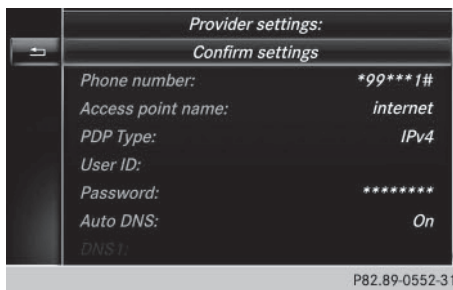 Provider settings:
Confirm settings
Phone number: *99***1#
Access point name: internet
PDP Type: IPv4
User ID:
Password: ********
Auto DNS: On
DNS1:
P82.89-0552-31